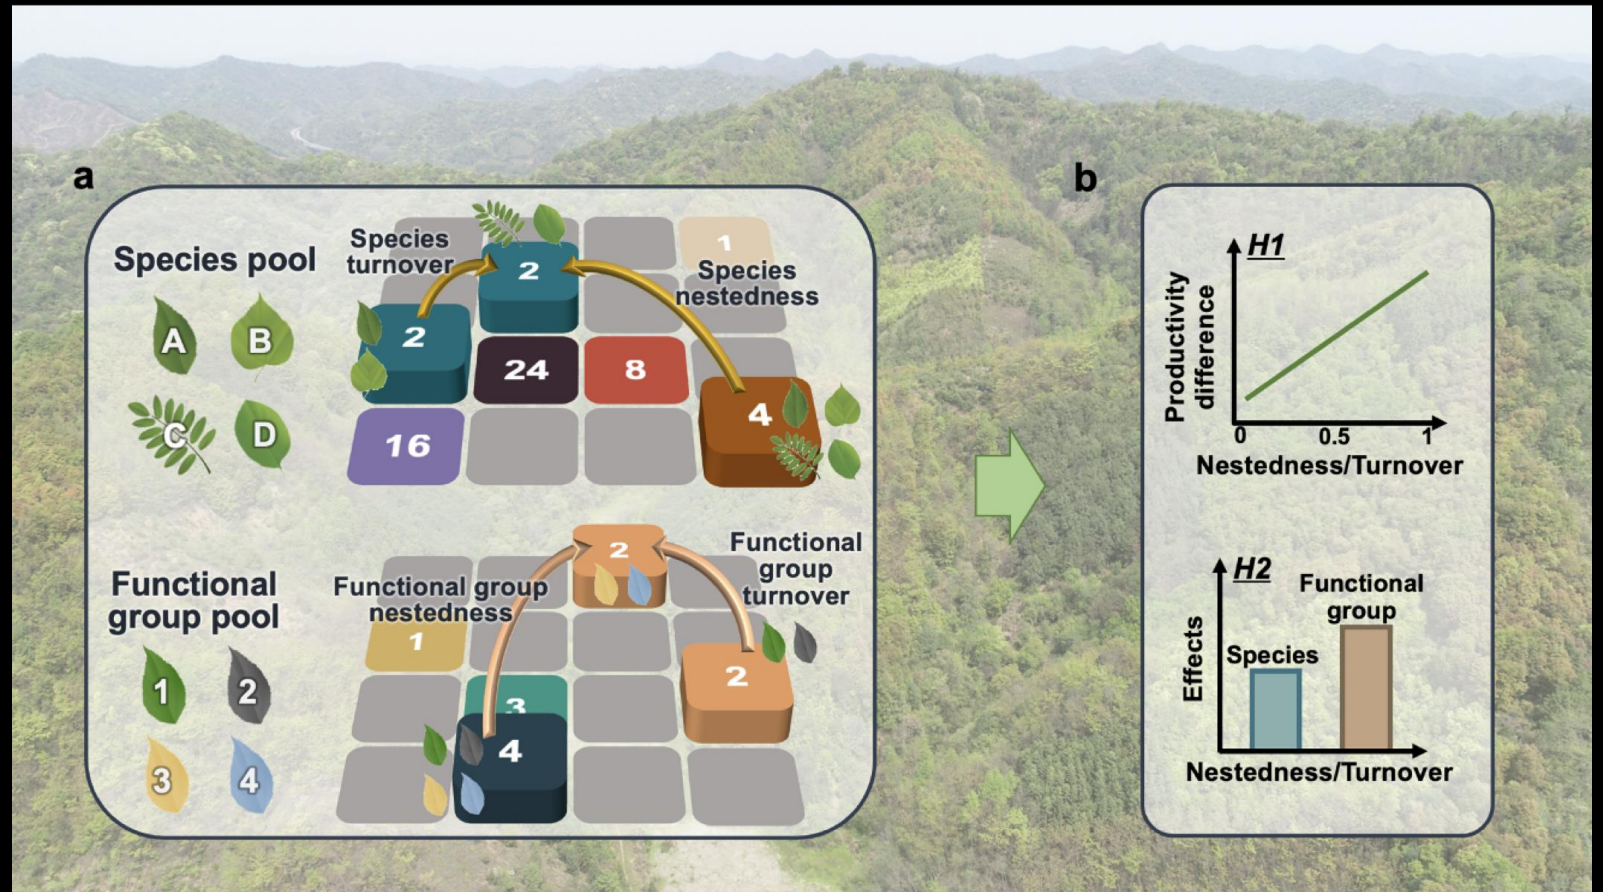 a
Species pool
A
B
C
D
Species
turnover
2
1
Species
nestedness
2
24
8
4
16
Functional
group pool
1
2
3
4
Functional group
nestedness
2
Functional
group
turnover
1
3
2
4
b
H1
Productivity
difference
0
0.5
1
Nestedness/Turnover
H2
Functional
group
Species
Effects
Nestedness/Turnover